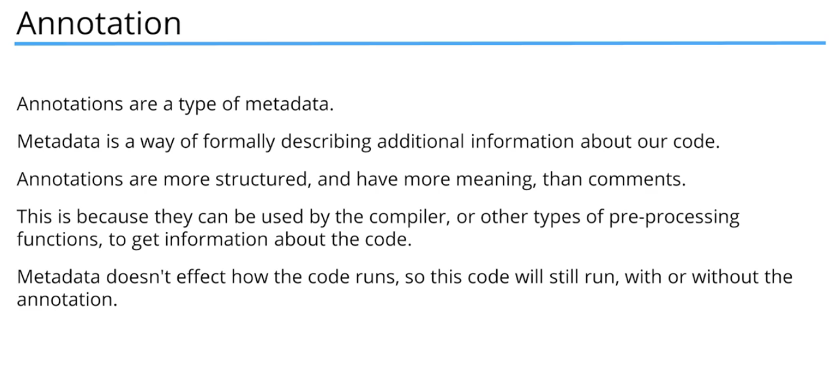 Annotation
Annotations are a type of metadata.
Metadata is a way of formally describing additional information about our code.
Annotations are more structured, and have more meaning, than comments.
This is because they can be used by the compiler, or other types of pre-processing
functions, to get information about the code.
Metadata doesn't effect how the code runs, so this code will still run, with or without the
annotation.